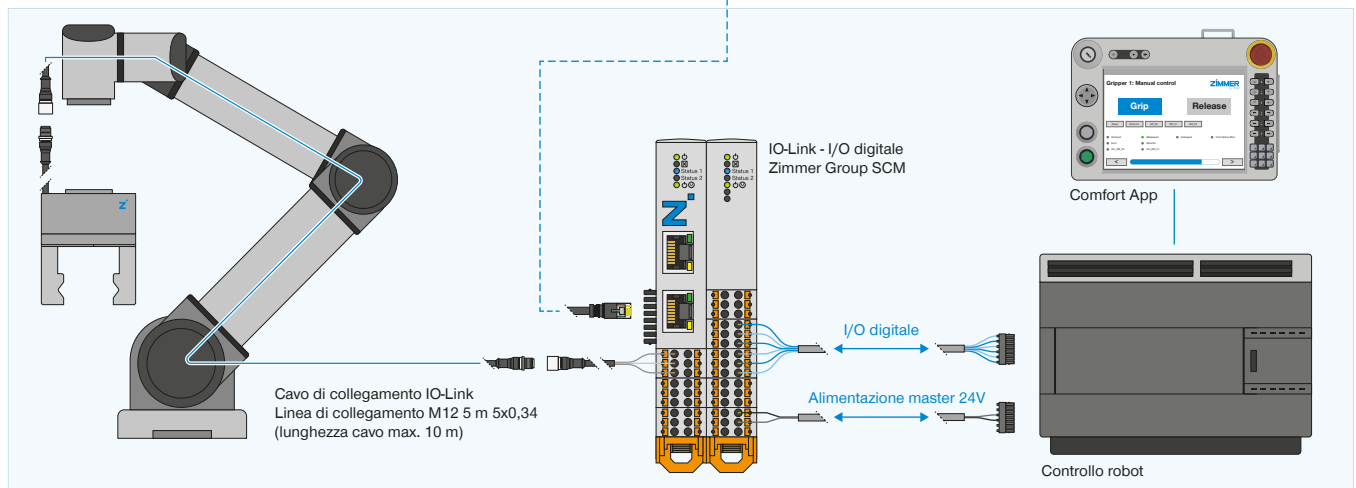 Gripper 1: Manual control
ZIMMER
Grip
Release
Comfort App
IO-Link - I/O digitale
Zimmer Group SCM
Status 1
Status 2
Status 1
Status 2
Z
Z
I/O digitale
Alimentazione master 24V
Cavo di collegamento IO-Link
Linea di collegamento M12 5 m 5x0,34
(lunghezza cavo max. 10 m)
Controllo robot